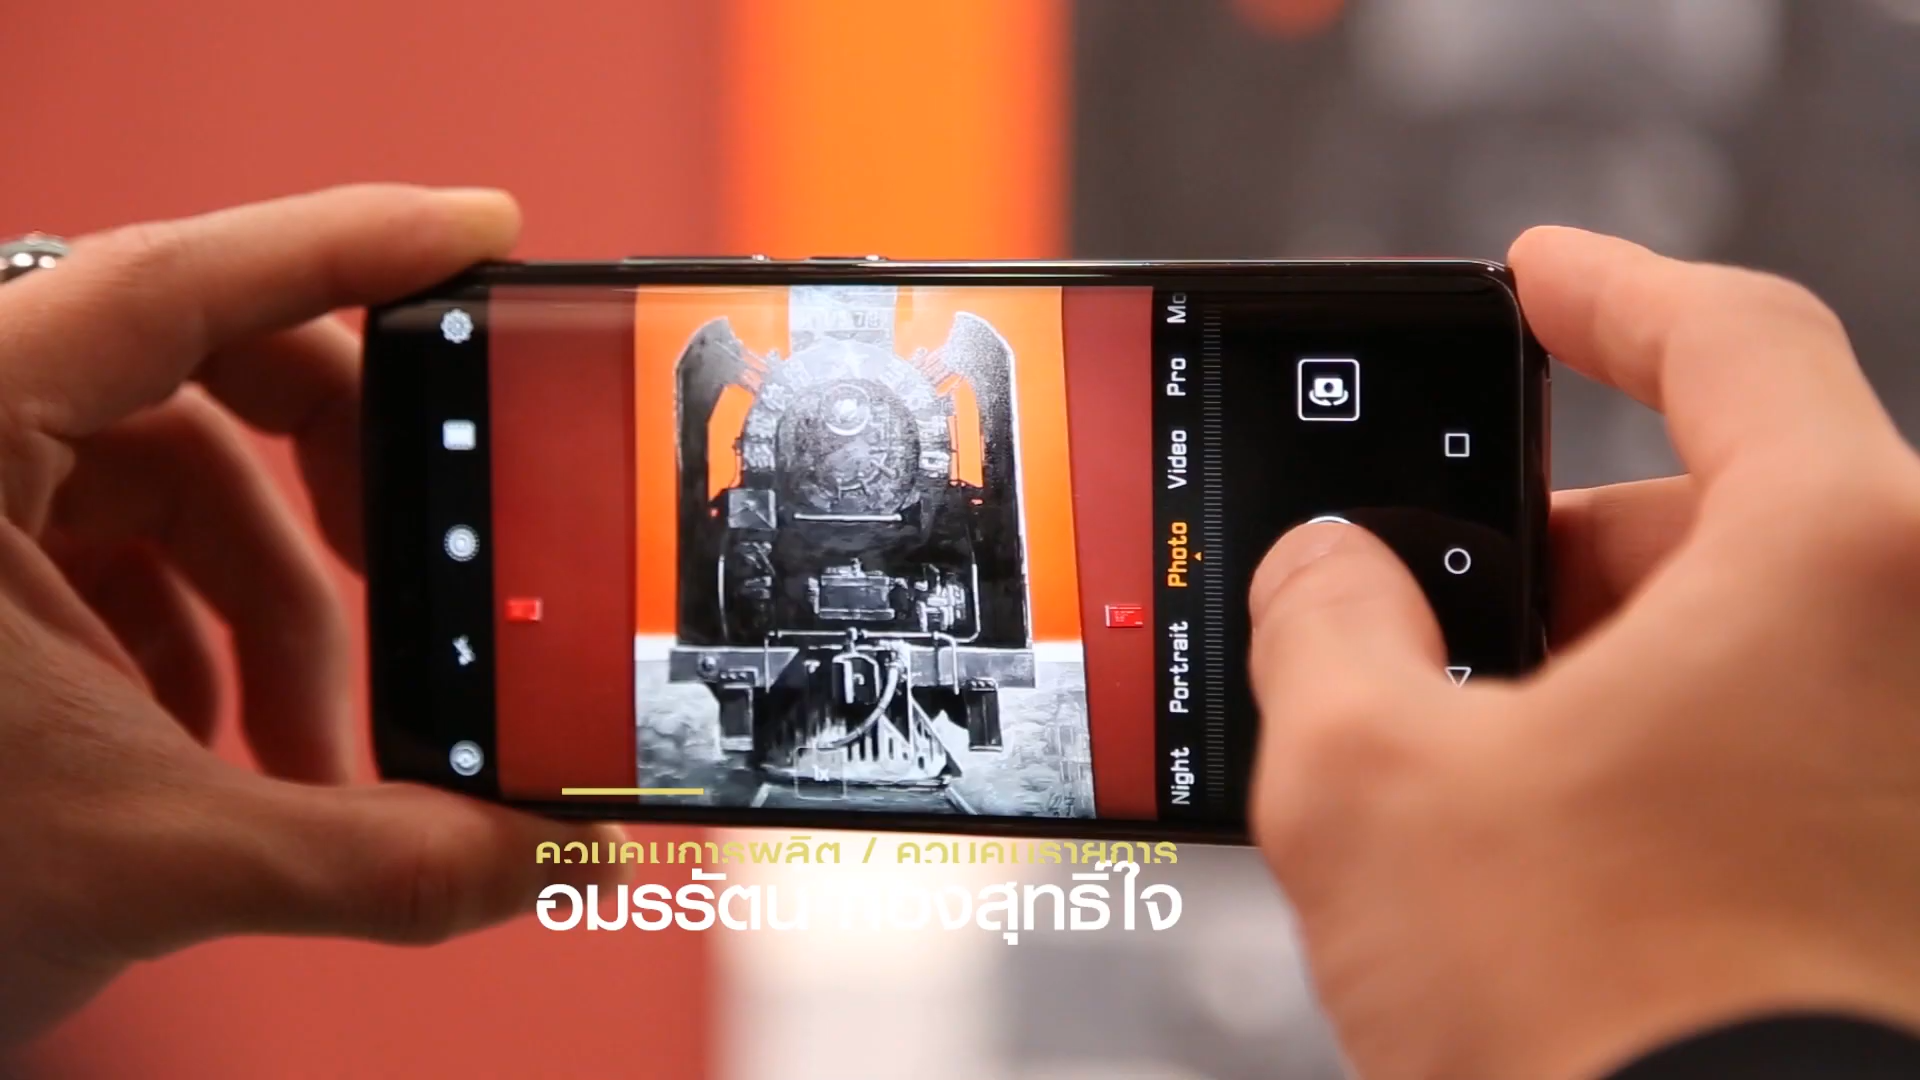 Mo
Pro
Video
Photo
Portrait
Night
1x
ควบคุมการผลิต / ควบคุมรายการ
อมรรัตน์ สุทธิ์ใจ